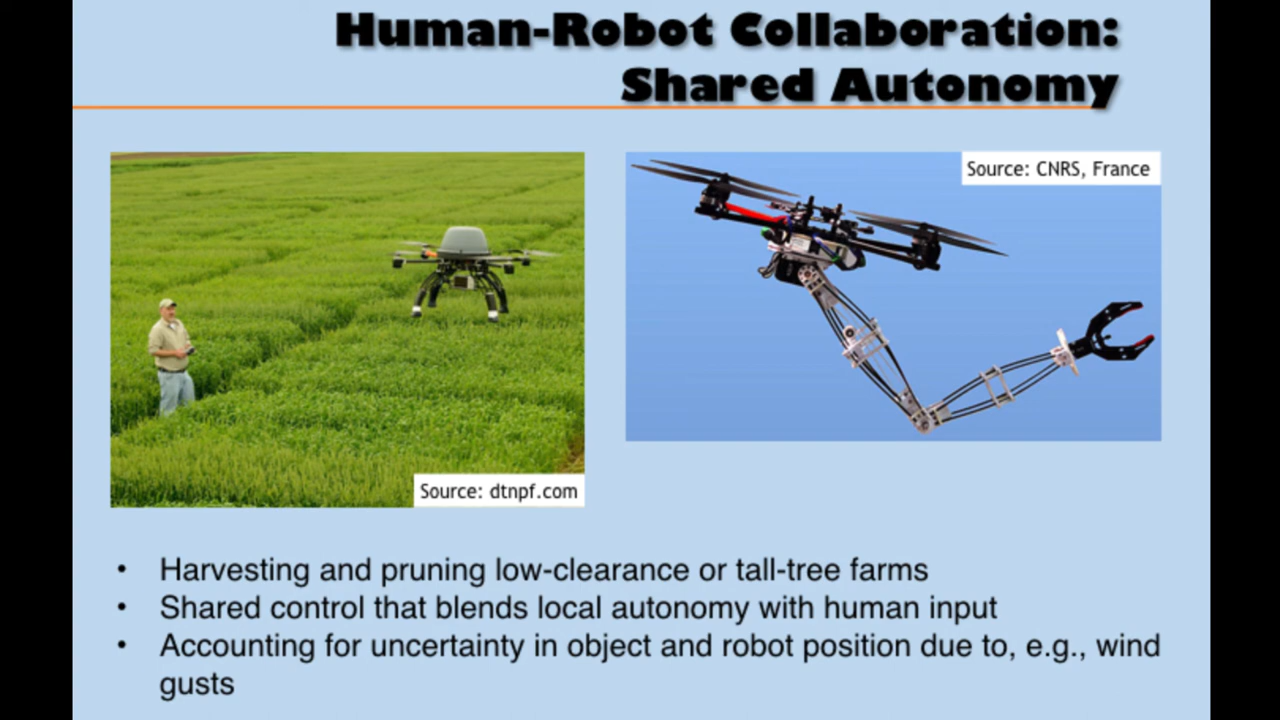 Human-Robot Collaboration:
Shared Autonomy
Source: CNRS, France
Source: dtnpf.com
• Harvesting and pruning low-clearance or tall-tree farms
• Shared control that blends local autonomy with human input
• Accounting for uncertainty in object and robot position due to, e.g., wind
gusts